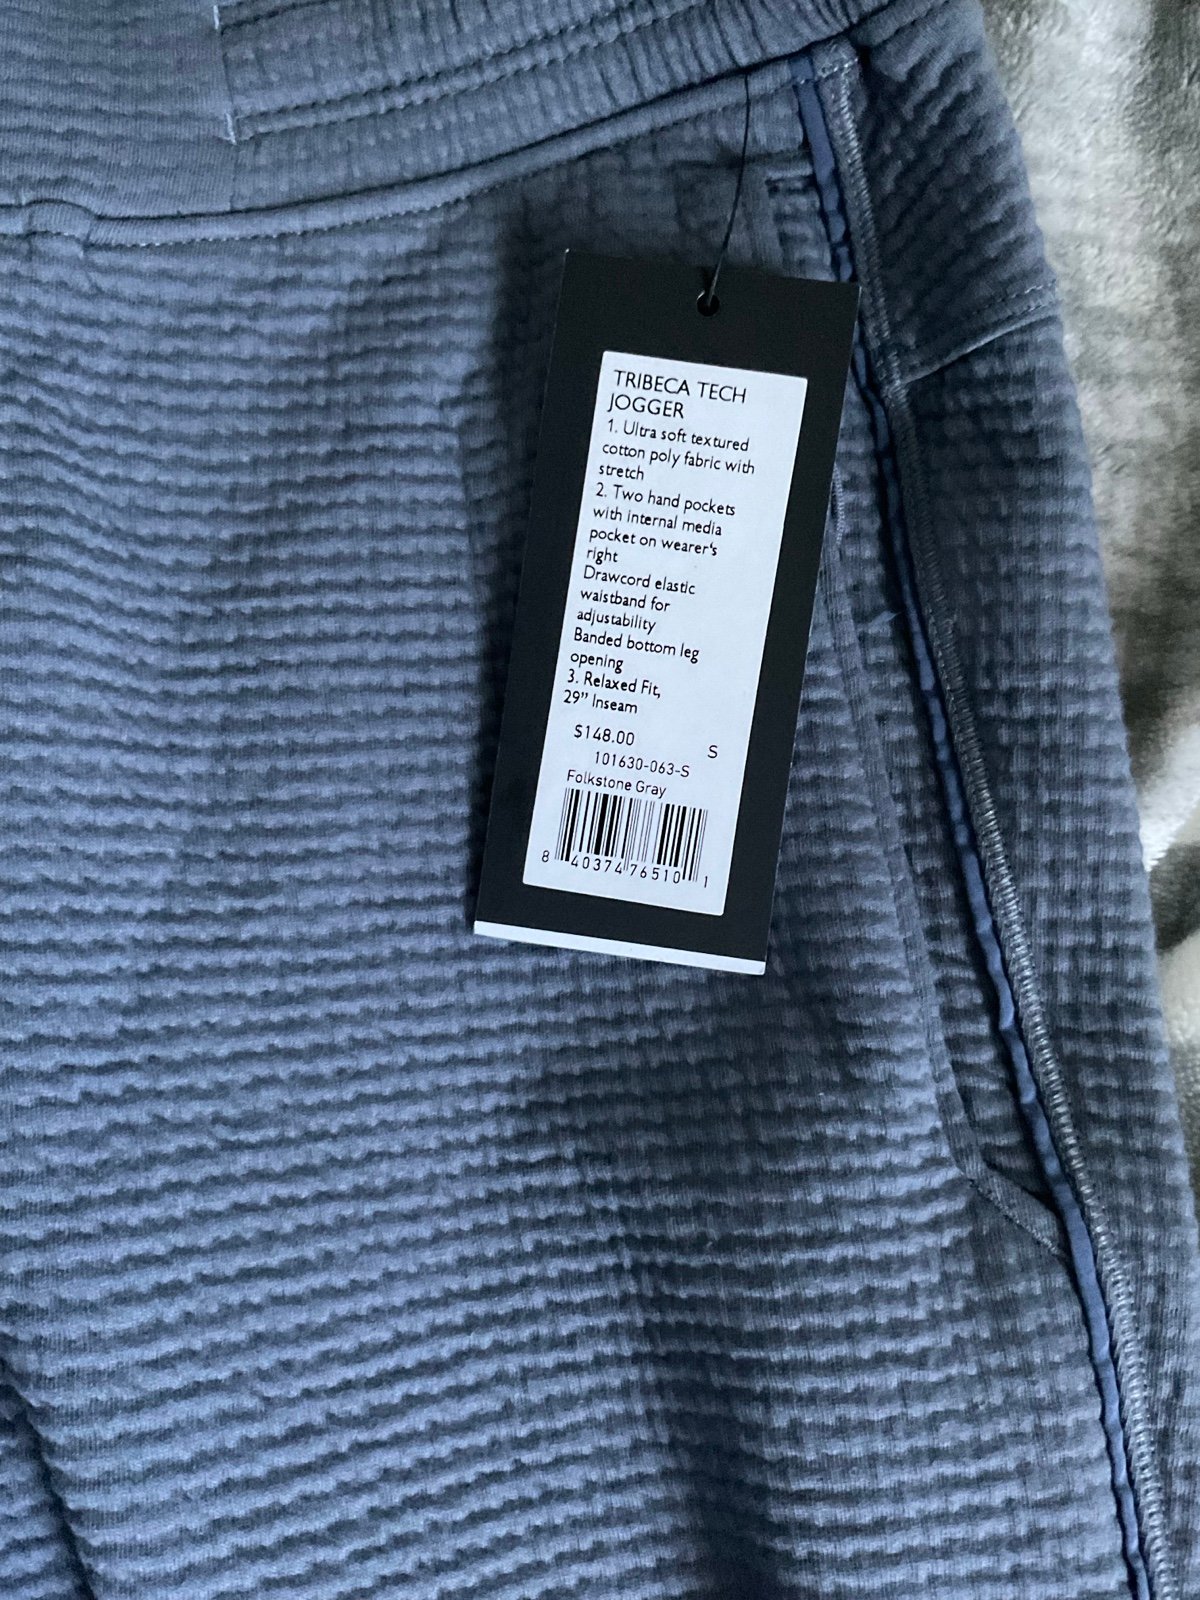 TRIBECA TECH
JOGGER
1. Ultra soft textured
cotton poly fabric with
stretch
2. Two hand pockets
with internal media
pocket on wearer's
right
Drawcord elastic
waistband for
adjustability
Banded bottom leg
opening
3. Relaxed Fit,
29" Inseam
$148.00 S
101630-063-S
Folkstone Gray
8 40374 76510 1